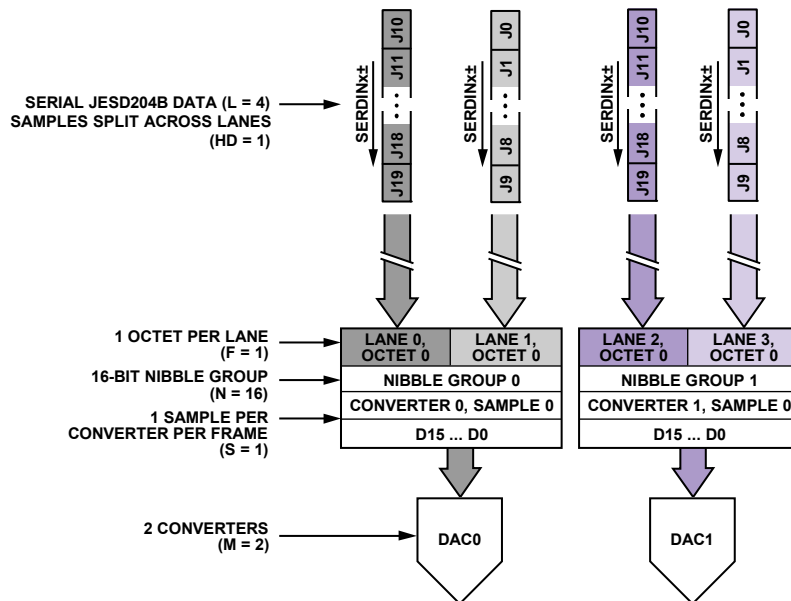 J10
J11
J18
J19
SERDINx±
J0
J1
J8
J9
SERDINx±
J10
J11
J18
J19
SERDINx±
J0
J1
J8
J9
SERDINx±
SERIAL JESD204B DATA (L = 4)
SAMPLES SPLIT ACROSS LANES
(HD = 1)
1 OCTET PER LANE
(F = 1)
LANE 0,
OCTET 0
LANE 1,
OCTET 0
LANE 2,
OCTET 0
LANE 3,
OCTET 0
16-BIT NIBBLE GROUP
(N = 16)
NIBBLE GROUP 0
NIBBLE GROUP 1
1 SAMPLE PER
CONVERTER PER FRAME
(S = 1)
CONVERTER 0, SAMPLE 0
CONVERTER 1, SAMPLE 0
D15 ... D0
D15 ... D0
2 CONVERTERS
(M = 2)
DAC0
DAC1